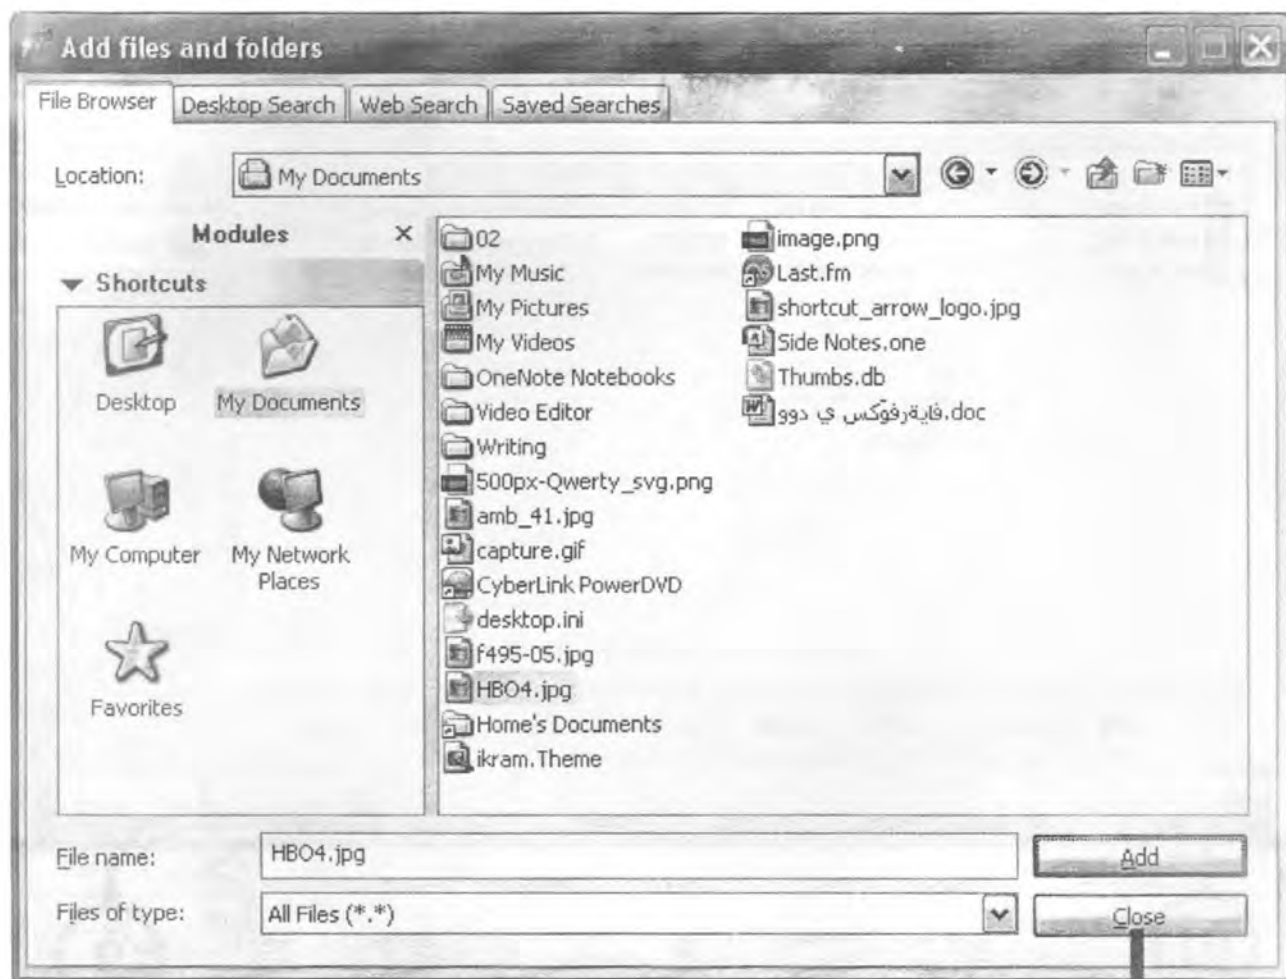 Add files and folders
File Browser Desktop Search Web Search Saved Searches
Location: My Documents
Modules
Shortcuts
Desktop My Documents
My Computer My Network Places
Favorites
02
My Music
My Pictures
My Videos
OneNote Notebooks
Video Editor
Writing
500px-Qwerty_svg.png
amb_41.jpg
capture.gif
CyberLink PowerDVD
desktop.ini
f495-05.jpg
HBO4.jpg
Home's Documents
ikram.Theme
image.png
Last.fm
shortcut_arrow_logo.jpg
Side Notes.one
Thumbs.db
فایةرفۆکس ي دوو.doc
File name: HBO4.jpg Add
Files of type: All Files (*.*) Close